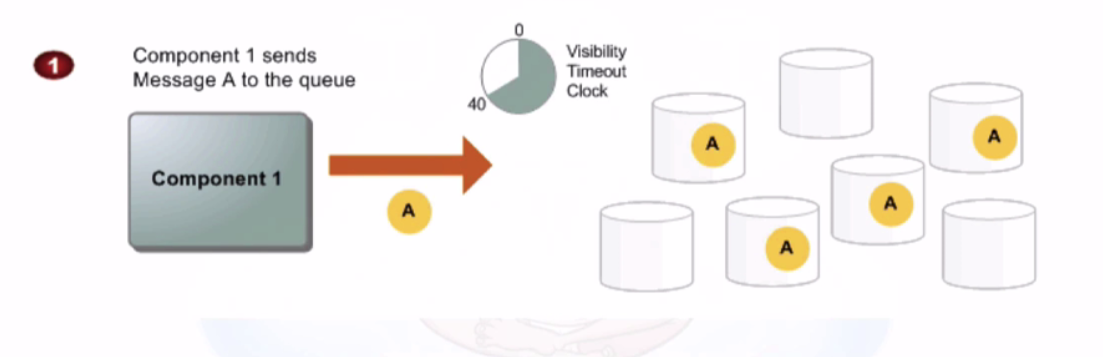 1
Component 1 sends
Message A to the queue
0
40
Visibility
Timeout
Clock
Component 1
A
A
A
A
A